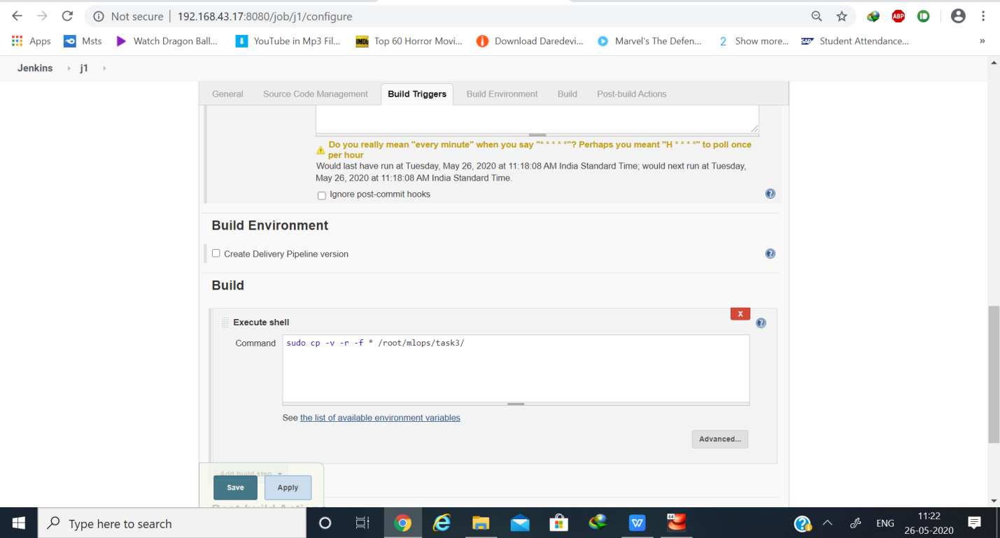 Not secure | 192.168.43.17:8080/job/j1/configure
ABP
Apps Msts Watch Dragon Ball... YouTube in Mp3 Fil... IMDb Top 60 Horror Movi... Download Daredevi... Marvel's The Defen... 2 Show more... SAP Student Attendance... »
Jenkins j1
General Source Code Management Build Triggers Build Environment Build Post-build Actions
Do you really mean "every minute" when you say "* * * * *"? Perhaps you meant "H * * * *" to poll once
per hour
Would last have run at Tuesday, May 26, 2020 at 11:18:08 AM India Standard Time; would next run at Tuesday,
May 26, 2020 at 11:18:08 AM India Standard Time.
Ignore post-commit hooks
Build Environment
Create Delivery Pipeline version
Build
X
Execute shell
Command sudo cp -v -r -f * /root/mlops/task3/
See the list of available environment variables
Advanced...
Add build step
Save Apply
Post-build Actions
Type here to search
64
W
ENG
11:22
26-05-2020